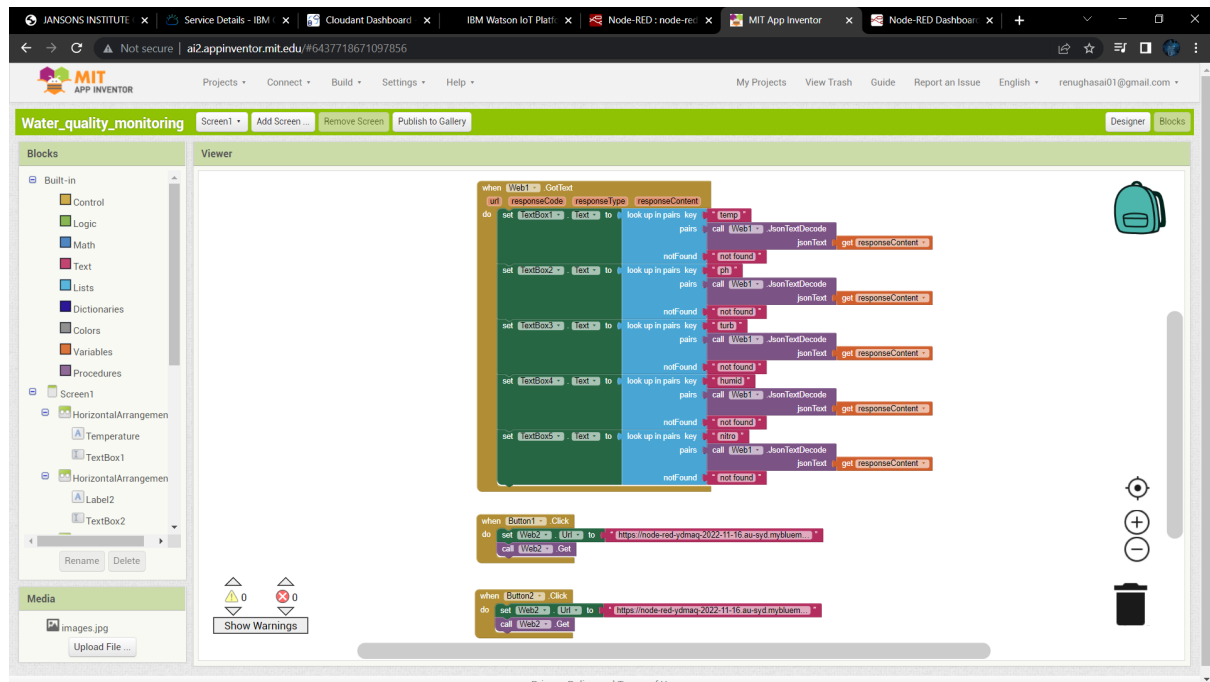 JANSONS INSTITUTE
Service Details - IBM
Cloudant Dashboard
IBM Watson IoT Platfo
Node-RED : node-red
MIT App Inventor
Node-RED Dashboard
Not secure | ai2.appinventor.mit.edu/#6437718671097856
MIT
APP INVENTOR
Projects Connect Build Settings Help My Projects View Trash Guide Report an Issue English renughasai01@gmail.com
Water_quality_monitoring Screen1 Add Screen ... Remove Screen Publish to Gallery Designer Blocks
Blocks
Built-in
Control
Logic
Math
Text
Lists
Dictionaries
Colors
Variables
Procedures
Screen1
HorizontalArrangemen
Temperature
TextBox1
HorizontalArrangemen
Label2
TextBox2
Rename Delete
Media
images.jpg
Upload File ...
Viewer
when Web1 .GotText
url responseCode responseType responseContent
do set TextBox1 . Text to look up in pairs key " temp "
pairs call Web1 .JsonTextDecode
jsonText get responseContent
notFound " not found "
set TextBox2 . Text to look up in pairs key " ph "
pairs call Web1 .JsonTextDecode
jsonText get responseContent
notFound " not found "
set TextBox3 . Text to look up in pairs key " turb "
pairs call Web1 .JsonTextDecode
jsonText get responseContent
notFound " not found "
set TextBox4 . Text to look up in pairs key " humid "
pairs call Web1 .JsonTextDecode
jsonText get responseContent
notFound " not found "
set TextBox5 . Text to look up in pairs key " nitro "
pairs call Web1 .JsonTextDecode
jsonText get responseContent
notFound " not found "
when Button1 .Click
do set Web2 . Url to " https://node-red-ydmaq-2022-11-16.au-syd.mybluem... "
call Web2 .Get
when Button2 .Click
do set Web2 . Url to " https://node-red-ydmaq-2022-11-16.au-syd.mybluem... "
call Web2 .Get
0 0
Show Warnings